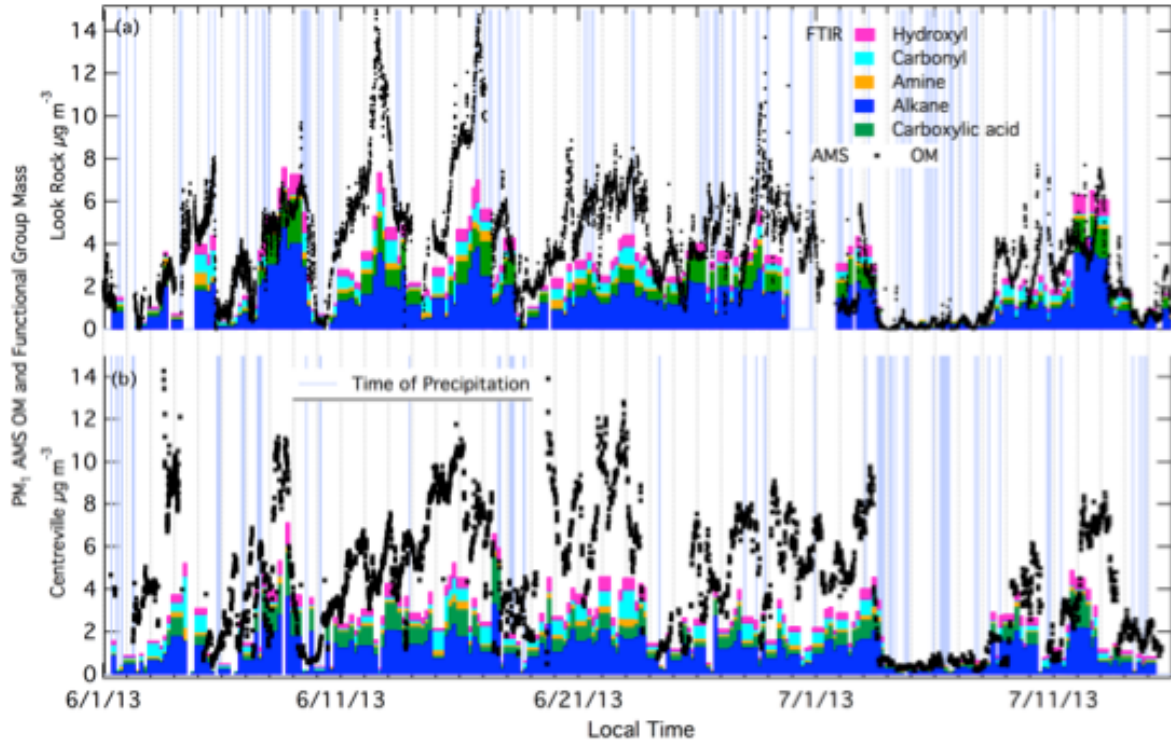 (a)
FTIR Hydroxyl
Carbonyl
Amine
Alkane
Carboxylic acid
AMS OM
14
12
10
8
6
4
2
0
Look Rock µg m⁻³
PM₁ AMS OM and Functional Group Mass
(b)
Time of Precipitation
14
12
10
8
6
4
2
0
Centreville µg m⁻³
6/1/13 6/11/13 6/21/13 7/1/13 7/11/13
Local Time